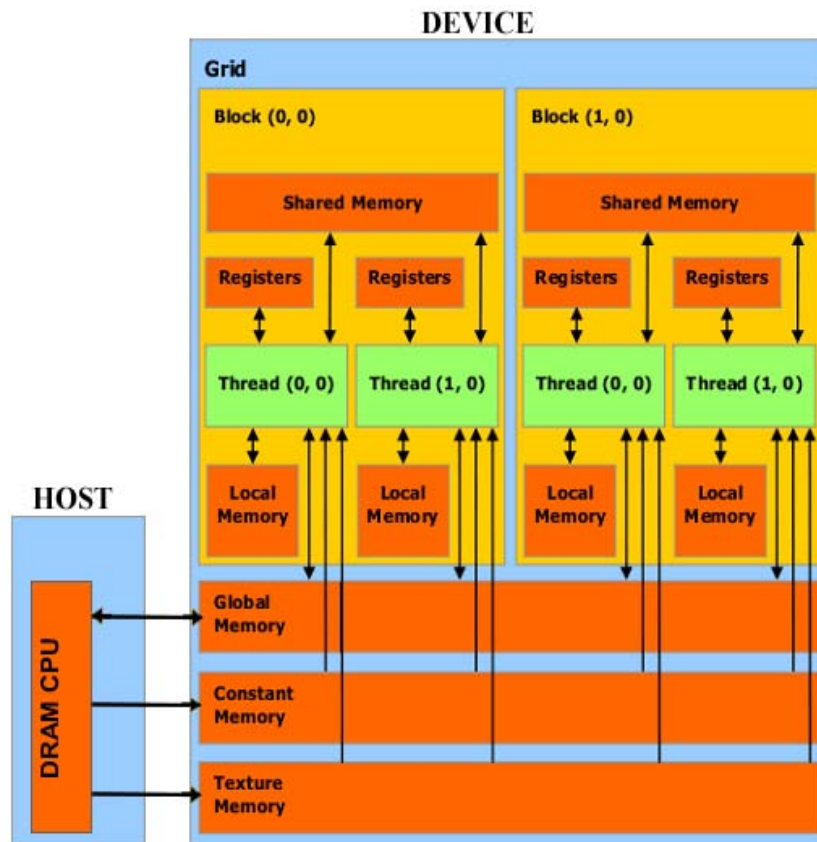 DEVICE
Grid
Block (0, 0)
Block (1, 0)
Shared Memory
Shared Memory
Registers
Registers
Registers
Registers
Thread (0, 0)
Thread (1, 0)
Thread (0, 0)
Thread (1, 0)
Local
Memory
Local
Memory
Local
Memory
Local
Memory
HOST
DRAM CPU
Global
Memory
Constant
Memory
Texture
Memory